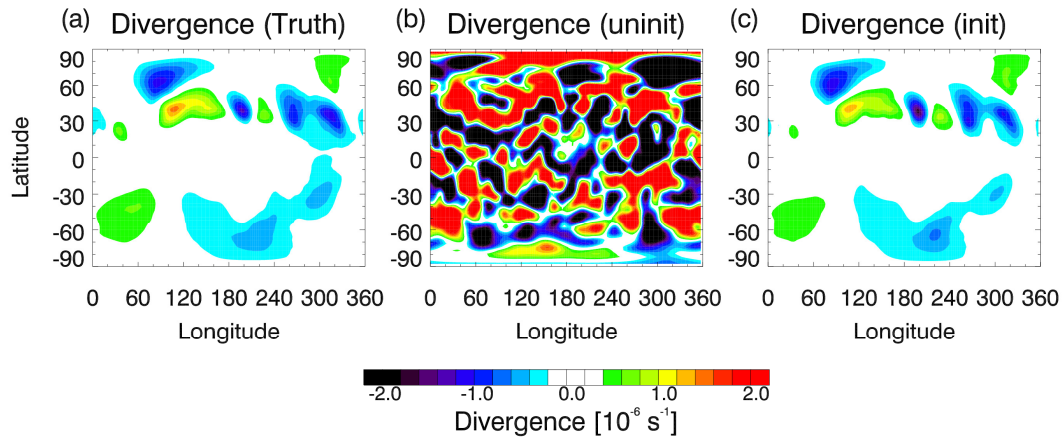 (a) Divergence (Truth)
(b) Divergence (uninit)
(c) Divergence (init)
Latitude
90
60
30
0
-30
-60
-90
0 60 120 180 240 300 360
Longitude
90
60
30
0
-30
-60
-90
0 60 120 180 240 300 360
Longitude
90
60
30
0
-30
-60
-90
0 60 120 180 240 300 360
Longitude
-2.0 -1.0 0.0 1.0 2.0
Divergence [10⁻⁶ s⁻¹]